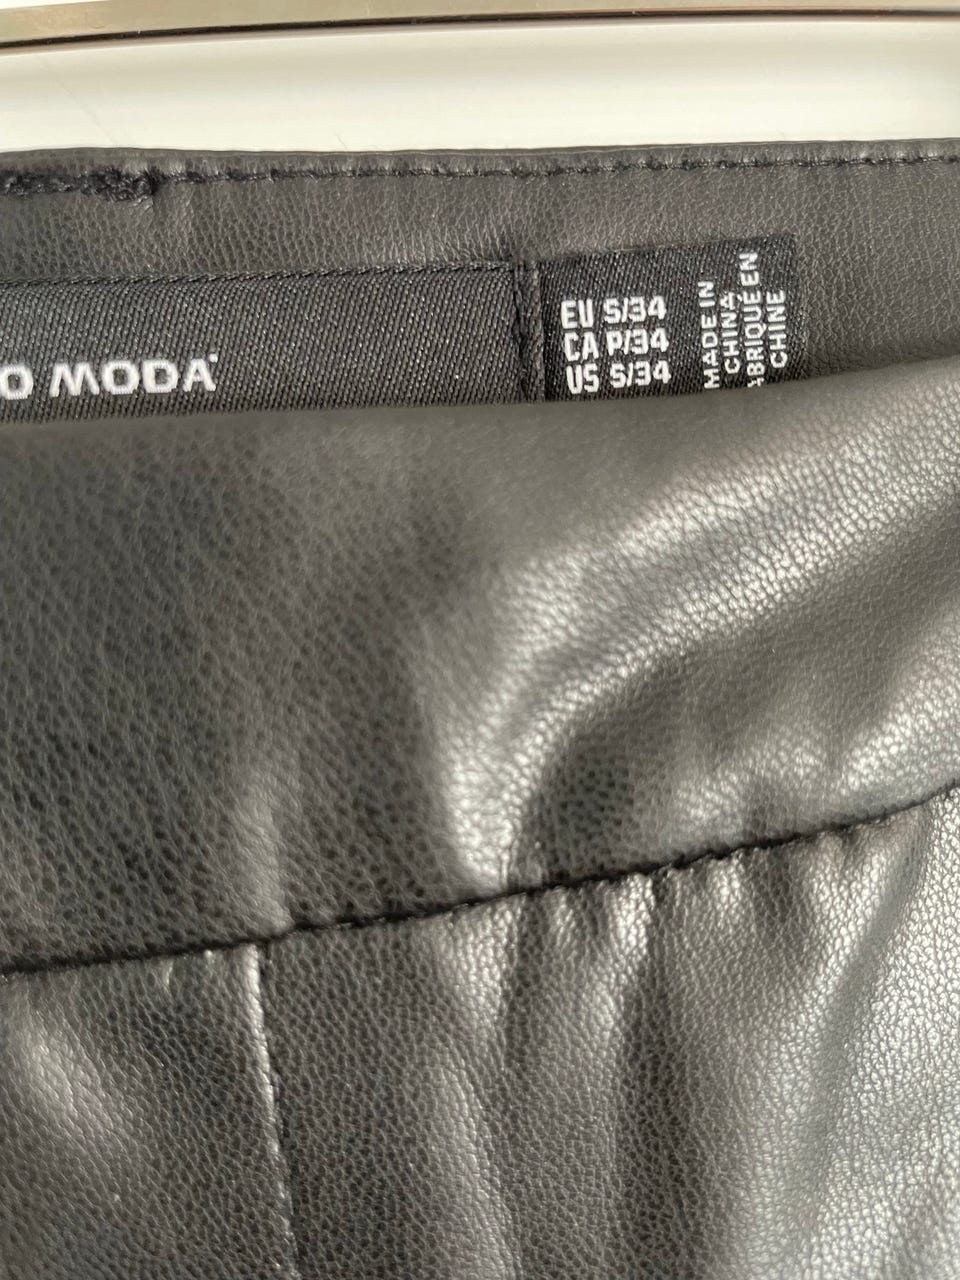 O MODA
EU S/34
CA P/34
US S/34
MADE IN
CHINA
ABRIQUÉ EN
CHINE